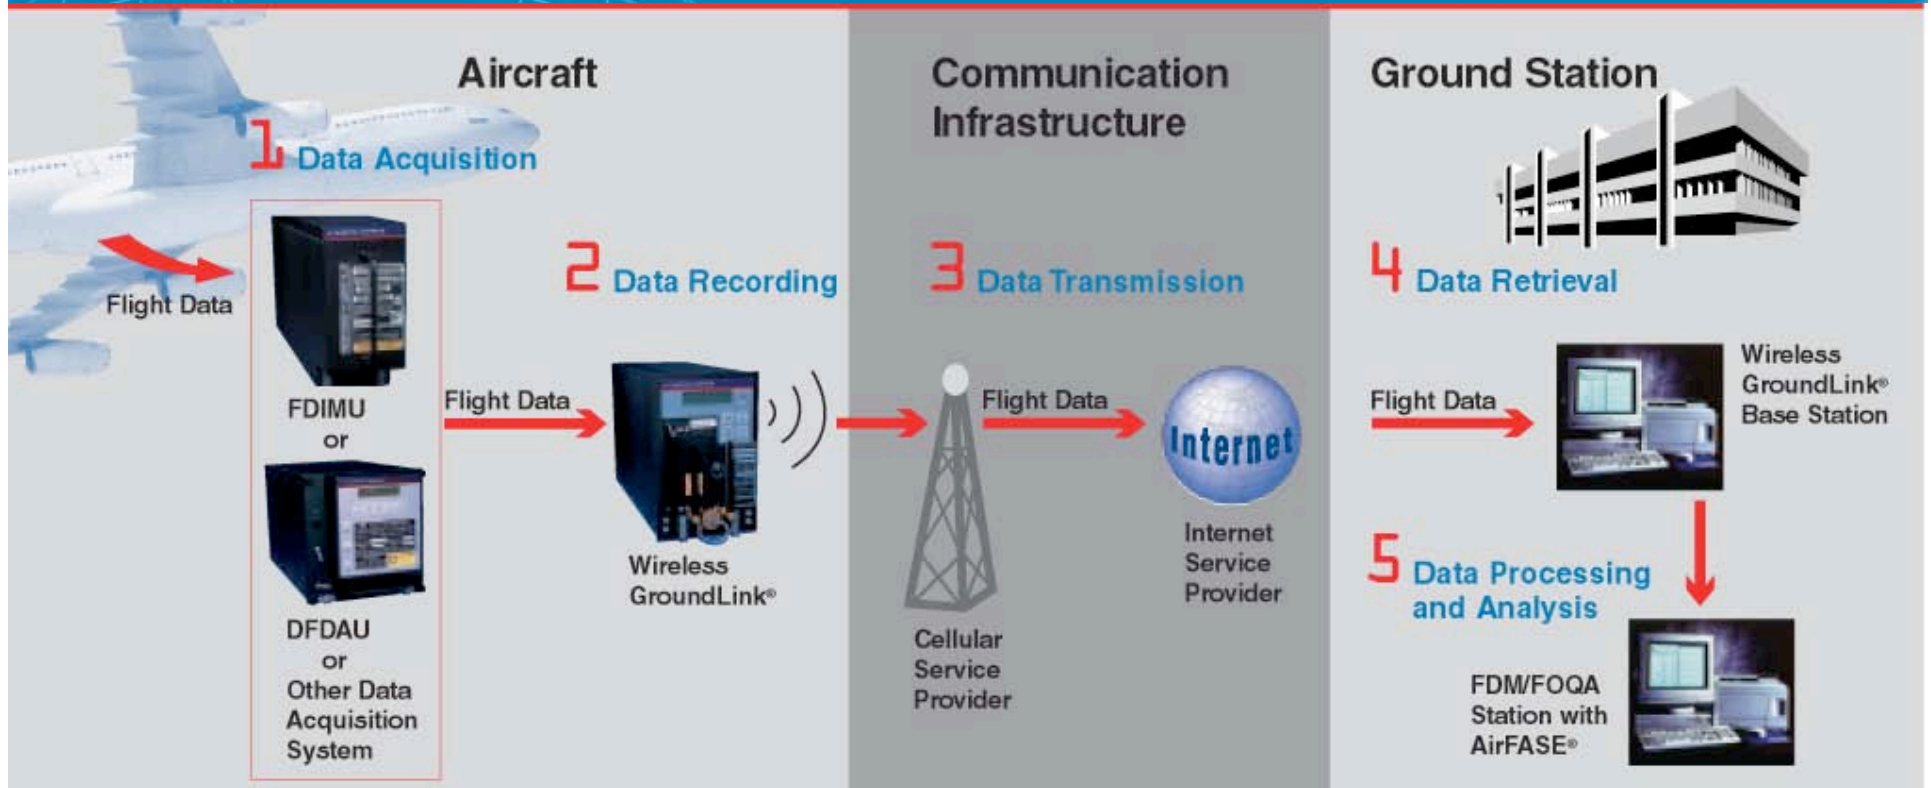 Aircraft
1 Data Acquisition
Flight Data
FDIMU
or
DFDAU
or
Other Data
Acquisition
System
Flight Data
2 Data Recording
Wireless
GroundLink®
Communication
Infrastructure
3 Data Transmission
Flight Data
Cellular
Service
Provider
Internet
Internet
Service
Provider
Ground Station
4 Data Retrieval
Flight Data
Wireless
GroundLink®
Base Station
5 Data Processing
and Analysis
FDM/FOQA
Station with
AirFASE®